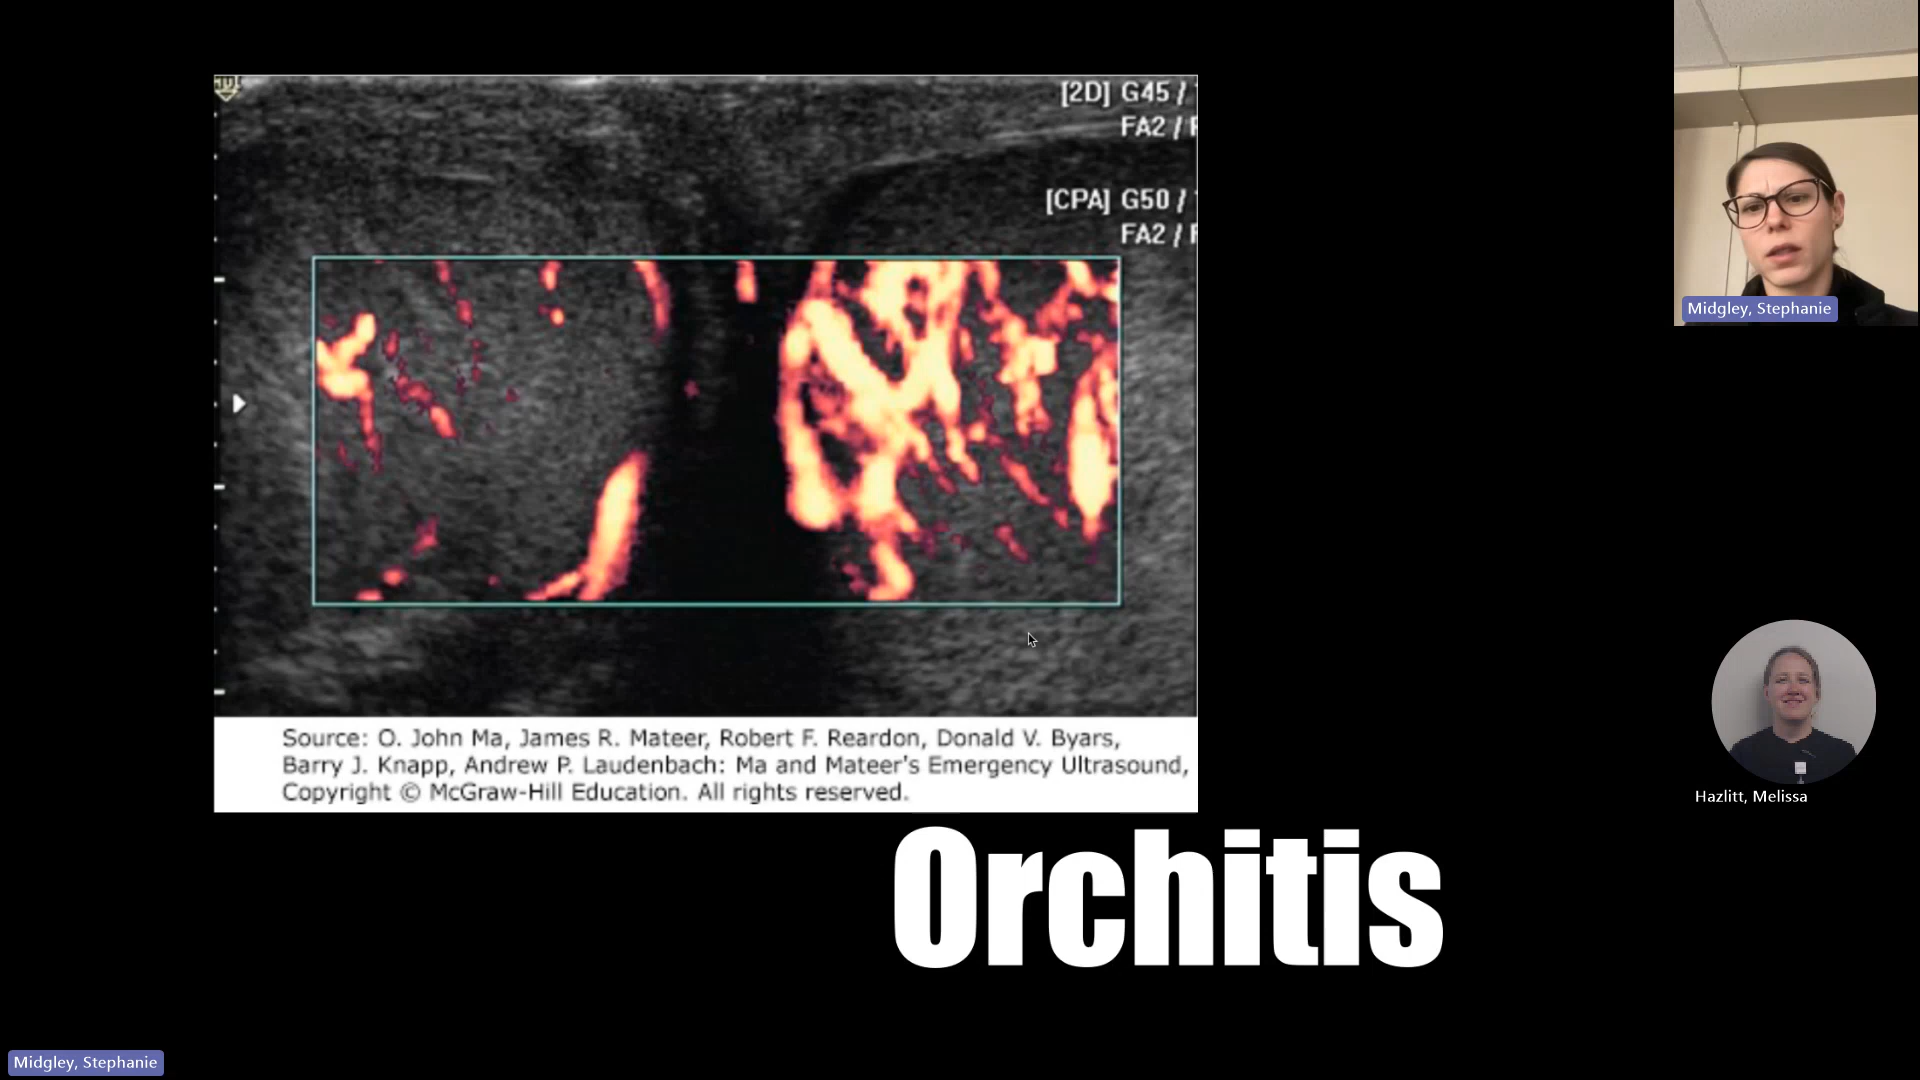 [2D] G45 /
FA2 /
[CPA] G50 /
FA2 /
Midgley, Stephanie
Source: O. John Ma, James R. Mateer, Robert F. Reardon, Donald V. Byars,
Barry J. Knapp, Andrew P. Laudenbach: Ma and Mateer's Emergency Ultrasound,
Copyright © McGraw-Hill Education. All rights reserved.
Hazlitt, Melissa
Orchitis
Midgley, Stephanie